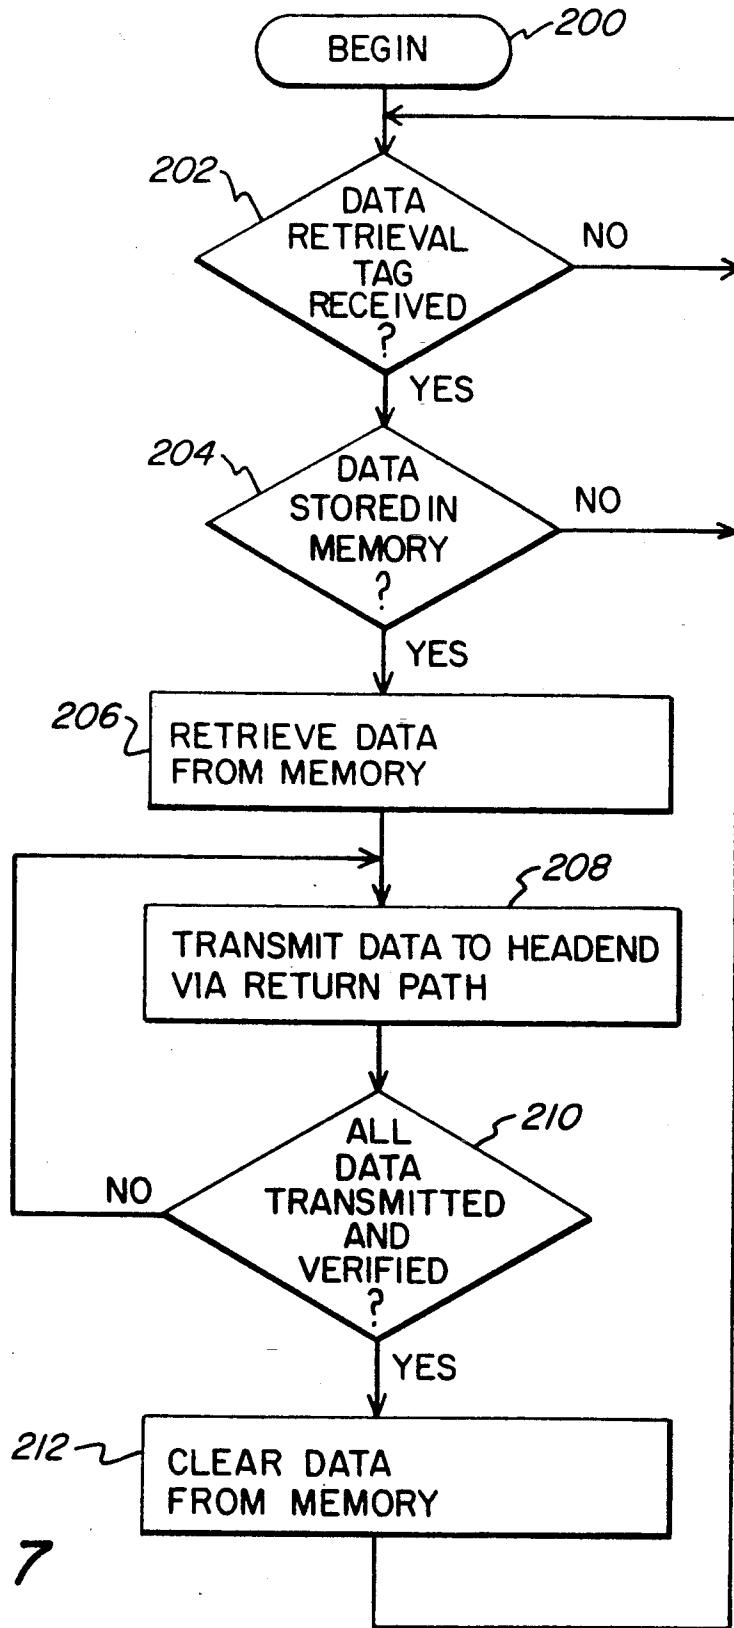 200
BEGIN
202
DATA
RETRIEVAL
TAG
RECEIVED
?
NO
YES
204
DATA
STORED IN
MEMORY
?
NO
YES
206
RETRIEVE DATA
FROM MEMORY
208
TRANSMIT DATA TO HEADEND
VIA RETURN PATH
210
ALL
DATA
TRANSMITTED
AND
VERIFIED
?
NO
YES
212
CLEAR DATA
FROM MEMORY
7